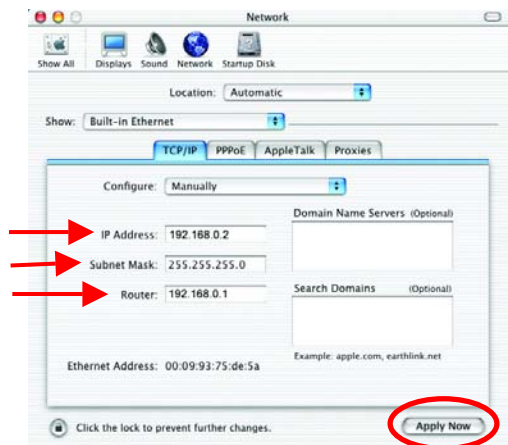 Network
Show All Displays Sound Network Startup Disk
Location: Automatic
Show: Built-in Ethernet
TCP/IP PPPoE AppleTalk Proxies
Configure: Manually
Domain Name Servers (Optional)
IP Address: 192.168.0.2
Subnet Mask: 255.255.255.0
Router: 192.168.0.1
Search Domains (Optional)
Example: apple.com, earthlink.net
Ethernet Address: 00:09:93:75:de:5a
Click the lock to prevent further changes.
Apply Now